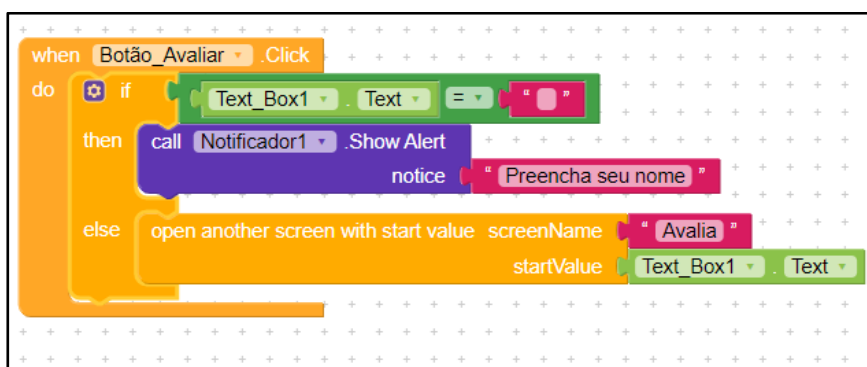 when Botão_Avaliar .Click
do if Text_Box1 . Text = “ ”
then call Notificador1 .Show Alert
notice “ Preencha seu nome ”
else open another screen with start value screenName “ Avalia ”
startValue Text_Box1 . Text